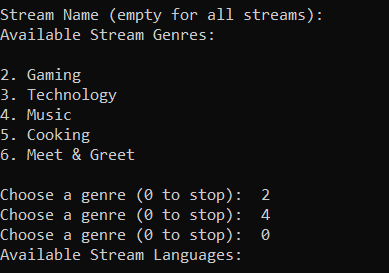 Stream Name (empty for all streams):
Available Stream Genres:
2. Gaming
3. Technology
4. Music
5. Cooking
6. Meet & Greet
Choose a genre (0 to stop):  2
Choose a genre (0 to stop):  4
Choose a genre (0 to stop):  0
Available Stream Languages: